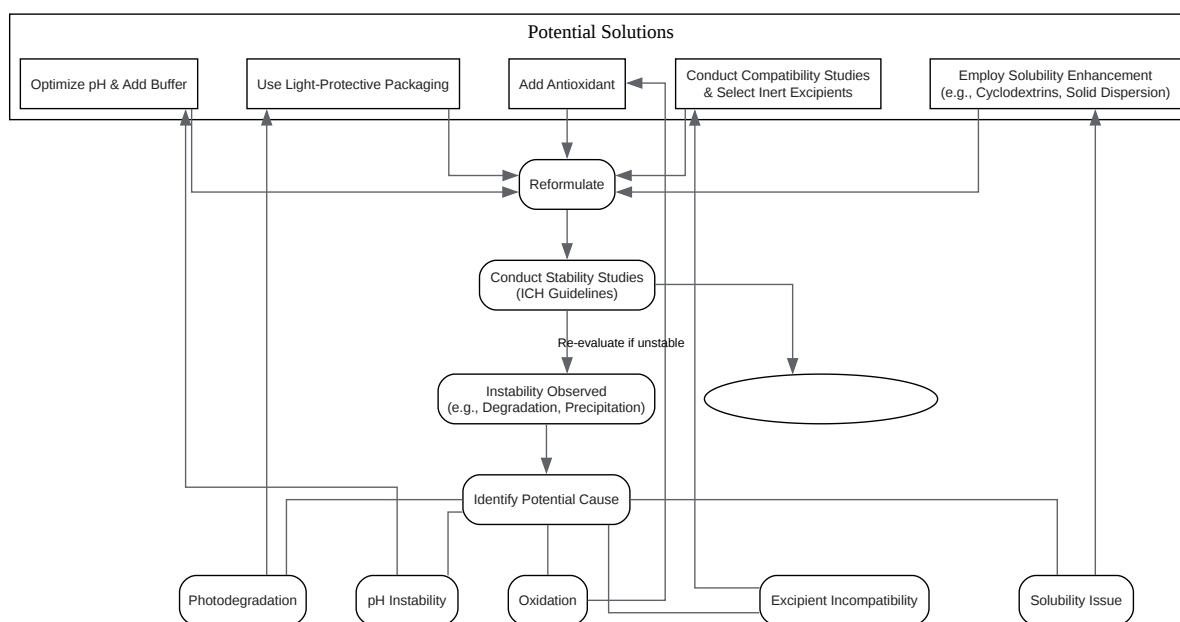 Potential Solutions
Optimize pH & Add Buffer
Use Light-Protective Packaging
Add Antioxidant
Conduct Compatibility Studies
& Select Inert Excipients
Employ Solubility Enhancement
(e.g., Cyclodextrins, Solid Dispersion)
Reformulate
Conduct Stability Studies
(ICH Guidelines)
Re-evaluate if unstable
Instability Observed
(e.g., Degradation, Precipitation)
Identify Potential Cause
Photodegradation
pH Instability
Oxidation
Excipient Incompatibility
Solubility Issue